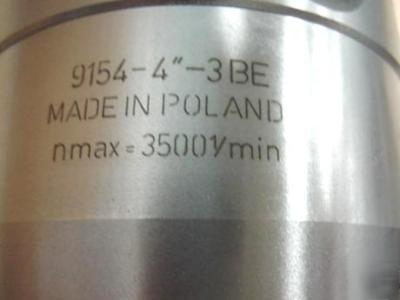 9154-4"-3BE
MADE IN POLAND
nmax = 3500 1/min